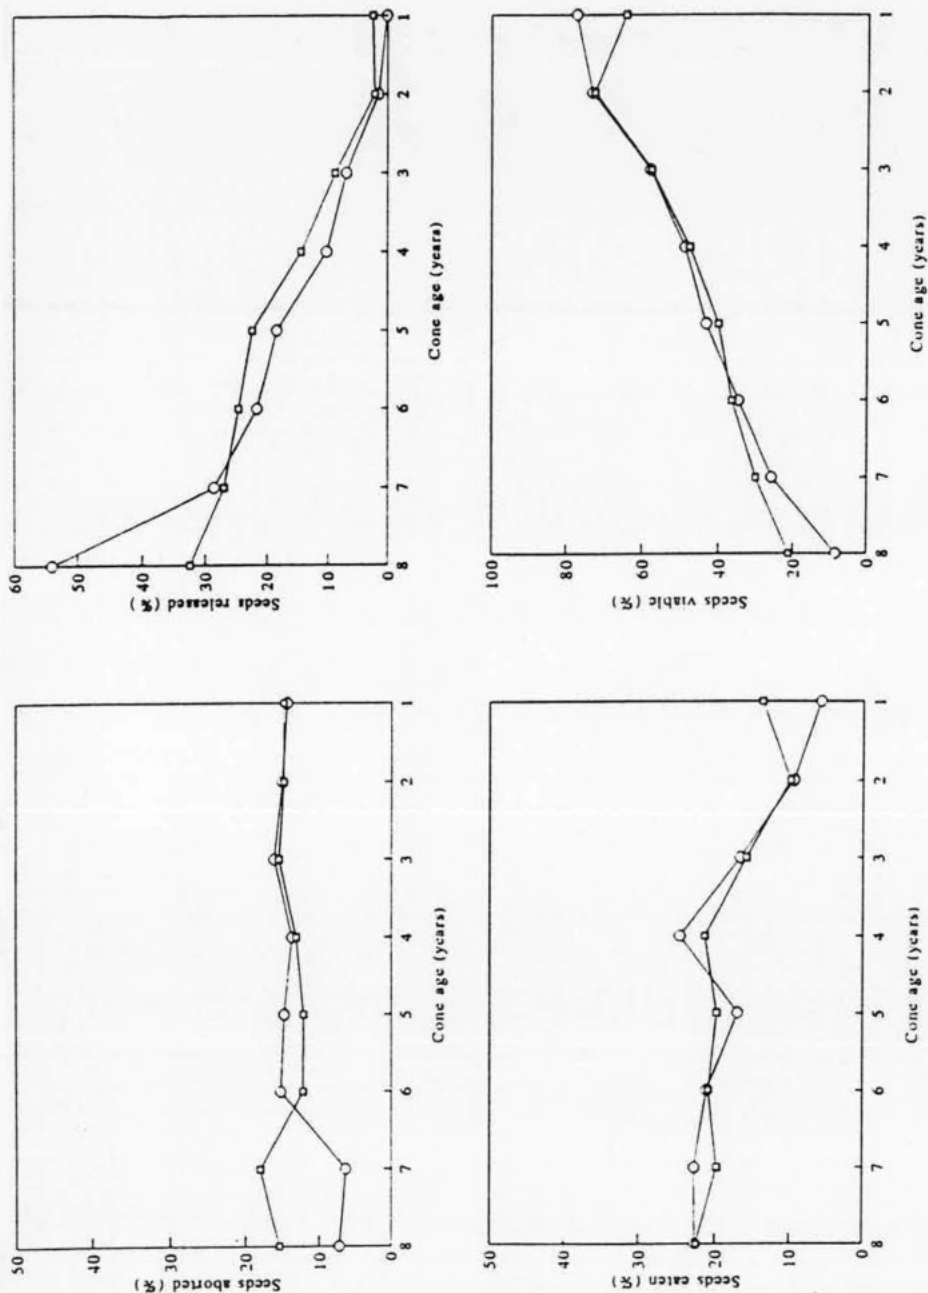 Seeds aborted (%)
50
40
30
20
10
0
8 7 6 5 4 3 2 1
Cone age (years)
Seeds released (%)
60
50
40
30
20
10
0
8 7 6 5 4 3 2 1
Cone age (years)
Seeds eaten (%)
50
40
30
20
10
0
8 7 6 5 4 3 2 1
Cone age (years)
Seeds viable (%)
100
80
60
40
20
0
8 7 6 5 4 3 2 1
Cone age (years)